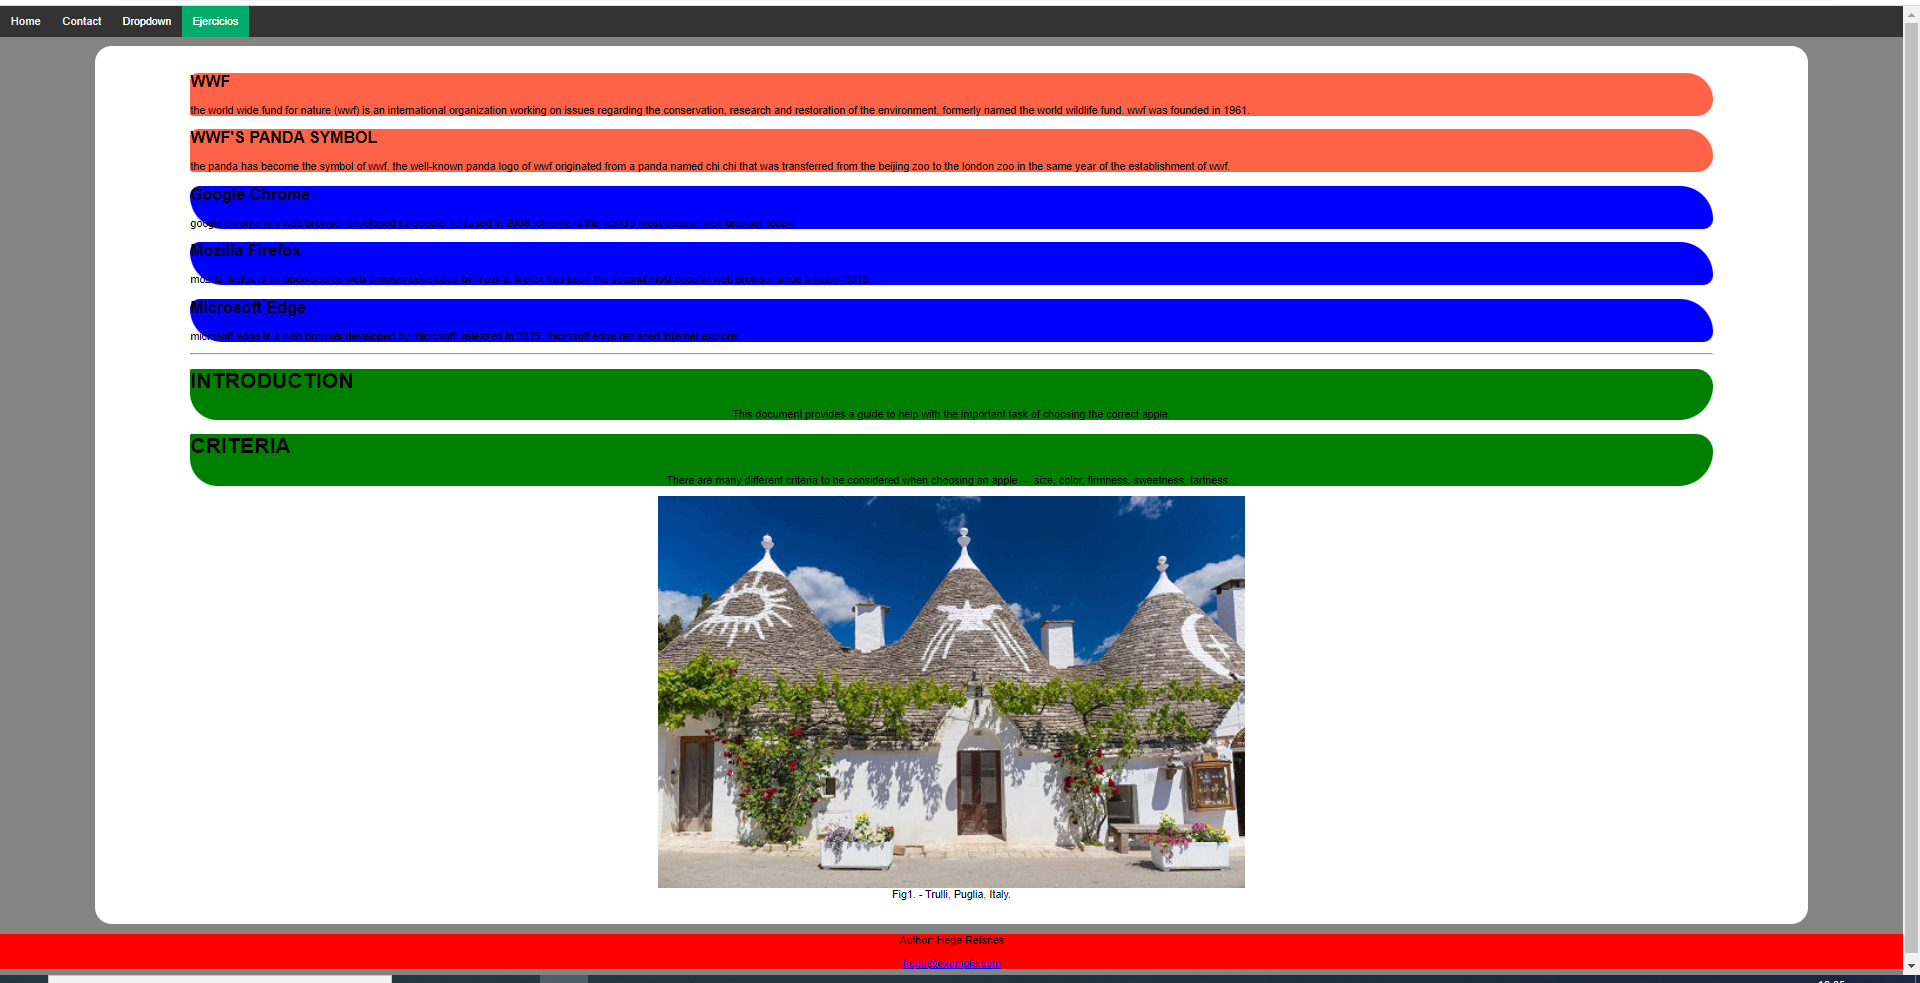 Home Contact Dropdown Ejercicios
WWF
the world wide fund for nature (wwf) is an international organization working on issues regarding the conservation, research and restoration of the environment, formerly named the world wildlife fund. wwf was founded in 1961.
WWF'S PANDA SYMBOL
the panda has become the symbol of wwf. the well-known panda logo of wwf originated from a panda named chi chi that was transferred from the beijing zoo to the london zoo in the same year of the establishment of wwf.
Google Chrome
google chrome is a web browser developed by google, released in 2008. chrome is the world's most popular web browser today!
Mozilla Firefox
mozilla firefox is an open-source web browser developed by mozilla. firefox has been the second most popular web browser since january, 2018.
Microsoft Edge
microsoft edge is a web browser developed by microsoft, released in 2015. microsoft edge replaced internet explorer.
INTRODUCTION
This document provides a guide to help with the important task of choosing the correct apple.
CRITERIA
There are many different criteria to be considered when choosing an apple — size, color, firmness, sweetness, tartness...
Fig1. - Trulli, Puglia, Italy.
Author: Hege Refsnes
hege@example.com